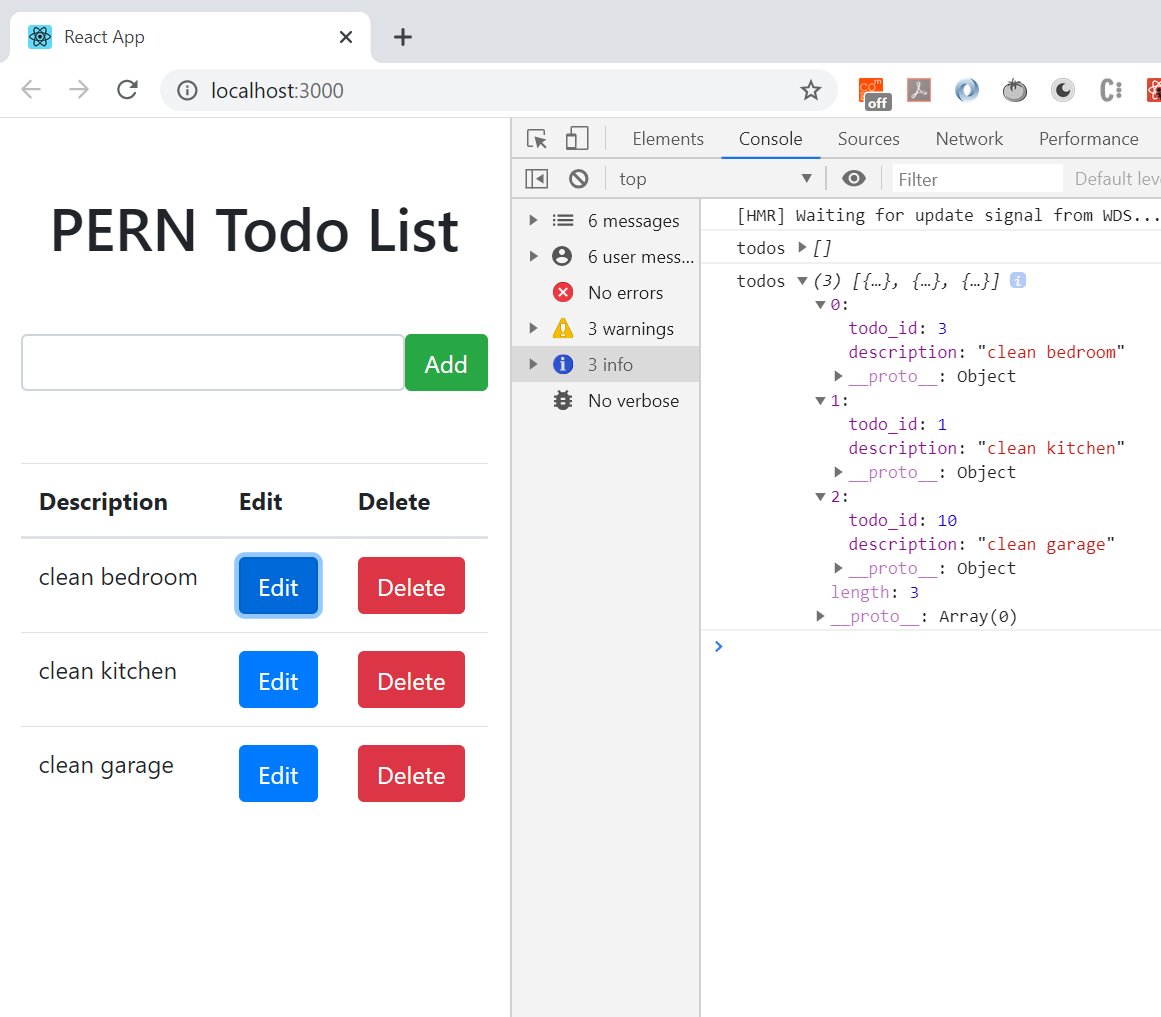 React App
localhost:3000
off
Elements Console Sources Network Performance
top
Filter
Default leve
PERN Todo List
Add
Description Edit Delete
clean bedroom Edit Delete
clean kitchen Edit Delete
clean garage Edit Delete
6 messages
6 user mess...
No errors
3 warnings
3 info
No verbose
[HMR] Waiting for update signal from WDS...
todos []
todos (3) [{…}, {…}, {…}] i
0:
todo_id: 3
description: "clean bedroom"
__proto__: Object
1:
todo_id: 1
description: "clean kitchen"
__proto__: Object
2:
todo_id: 10
description: "clean garage"
__proto__: Object
length: 3
__proto__: Array(0)